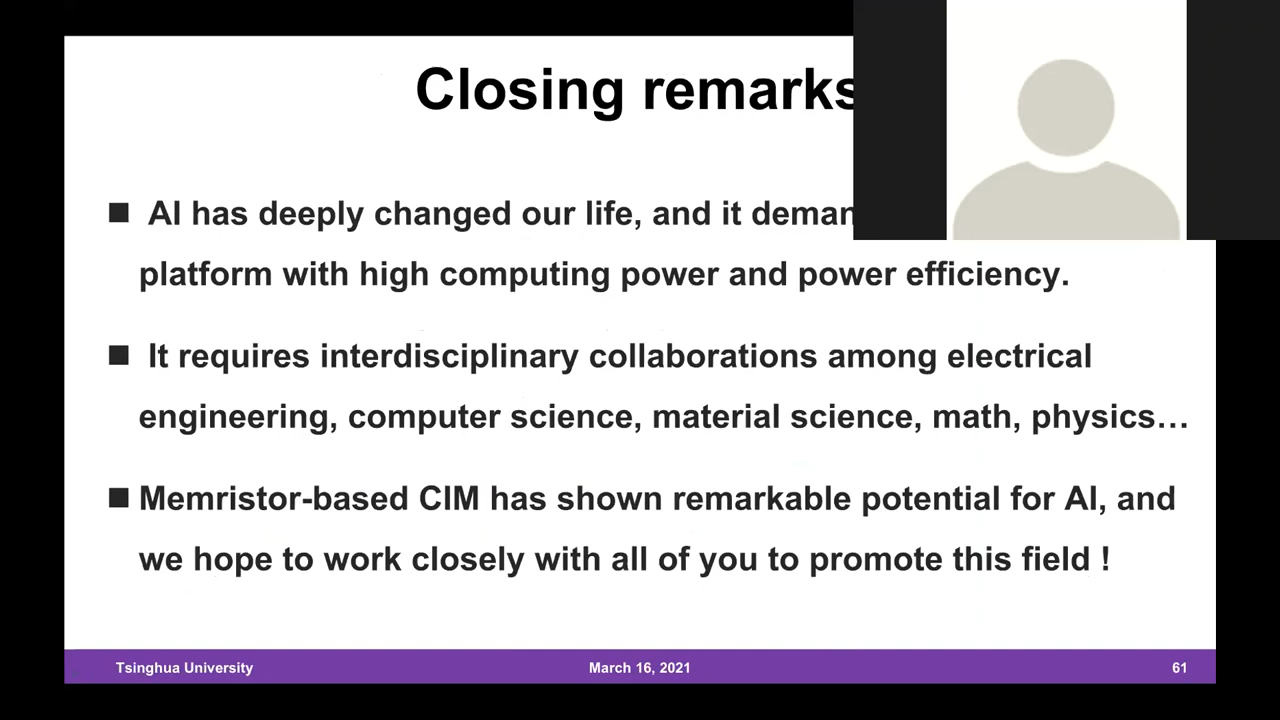 Closing remarks
■ AI has deeply changed our life, and it
platform with high computing power and power efficiency.
■ It requires interdisciplinary collaborations among electrical
engineering, computer science, material science, math, physics…
■ Memristor-based CIM has shown remarkable potential for AI, and
we hope to work closely with all of you to promote this field !
Tsinghua University
March 16, 2021
61